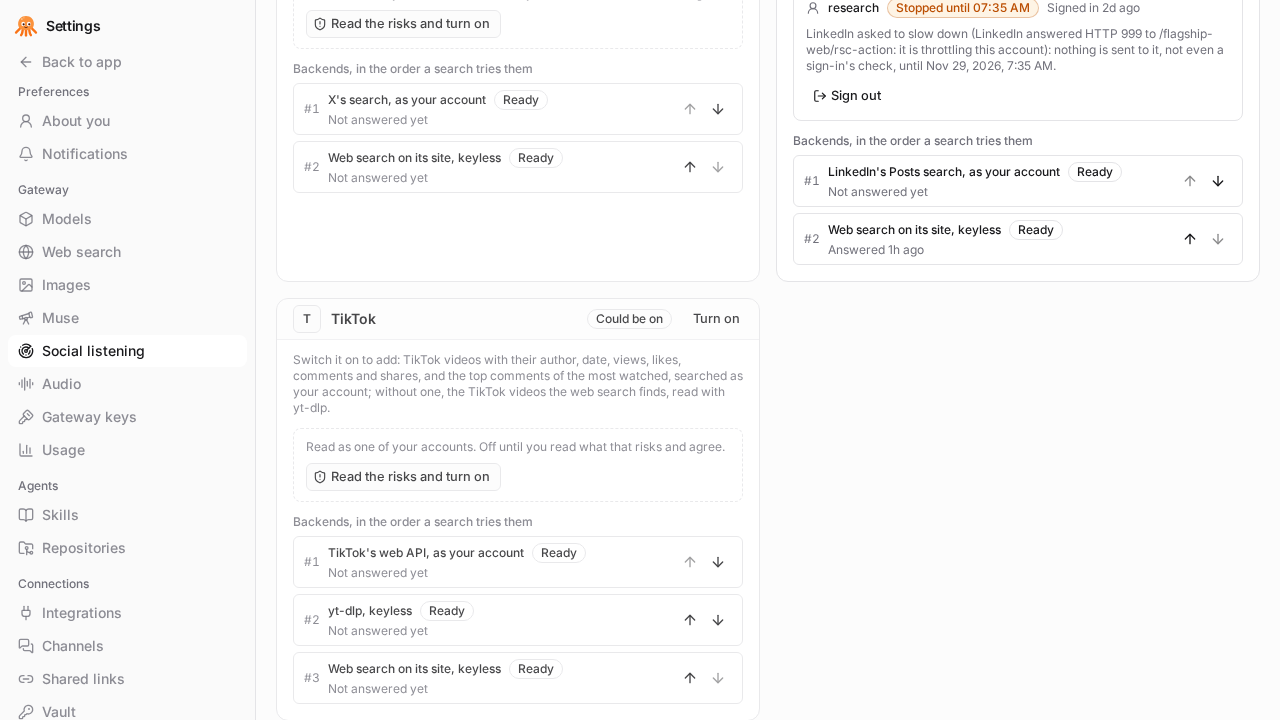 Settings
Back to app
Preferences
About you
Notifications
Gateway
Models
Web search
Images
Muse
Social listening
Audio
Gateway keys
Usage
Agents
Skills
Repositories
Connections
Integrations
Channels
Shared links
Vault
Read the risks and turn on
Backends, in the order a search tries them
#1 X's search, as your account Ready
Not answered yet
#2 Web search on its site, keyless Ready
Not answered yet
research Stopped until 07:35 AM Signed in 2d ago
LinkedIn asked to slow down (LinkedIn answered HTTP 999 to /flagship-
web/rsc-action: it is throttling this account): nothing is sent to it, not even a
sign-in's check, until Nov 29, 2026, 7:35 AM.
Sign out
Backends, in the order a search tries them
#1 LinkedIn's Posts search, as your account Ready
Not answered yet
#2 Web search on its site, keyless Ready
Answered 1h ago
T TikTok Could be on Turn on
Switch it on to add: TikTok videos with their author, date, views, likes,
comments and shares, and the top comments of the most watched, searched as
your account; without one, the TikTok videos the web search finds, read with
yt-dlp.
Read as one of your accounts. Off until you read what that risks and agree.
Read the risks and turn on
Backends, in the order a search tries them
#1 TikTok's web API, as your account Ready
Not answered yet
#2 yt-dlp, keyless Ready
Not answered yet
#3 Web search on its site, keyless Ready
Not answered yet